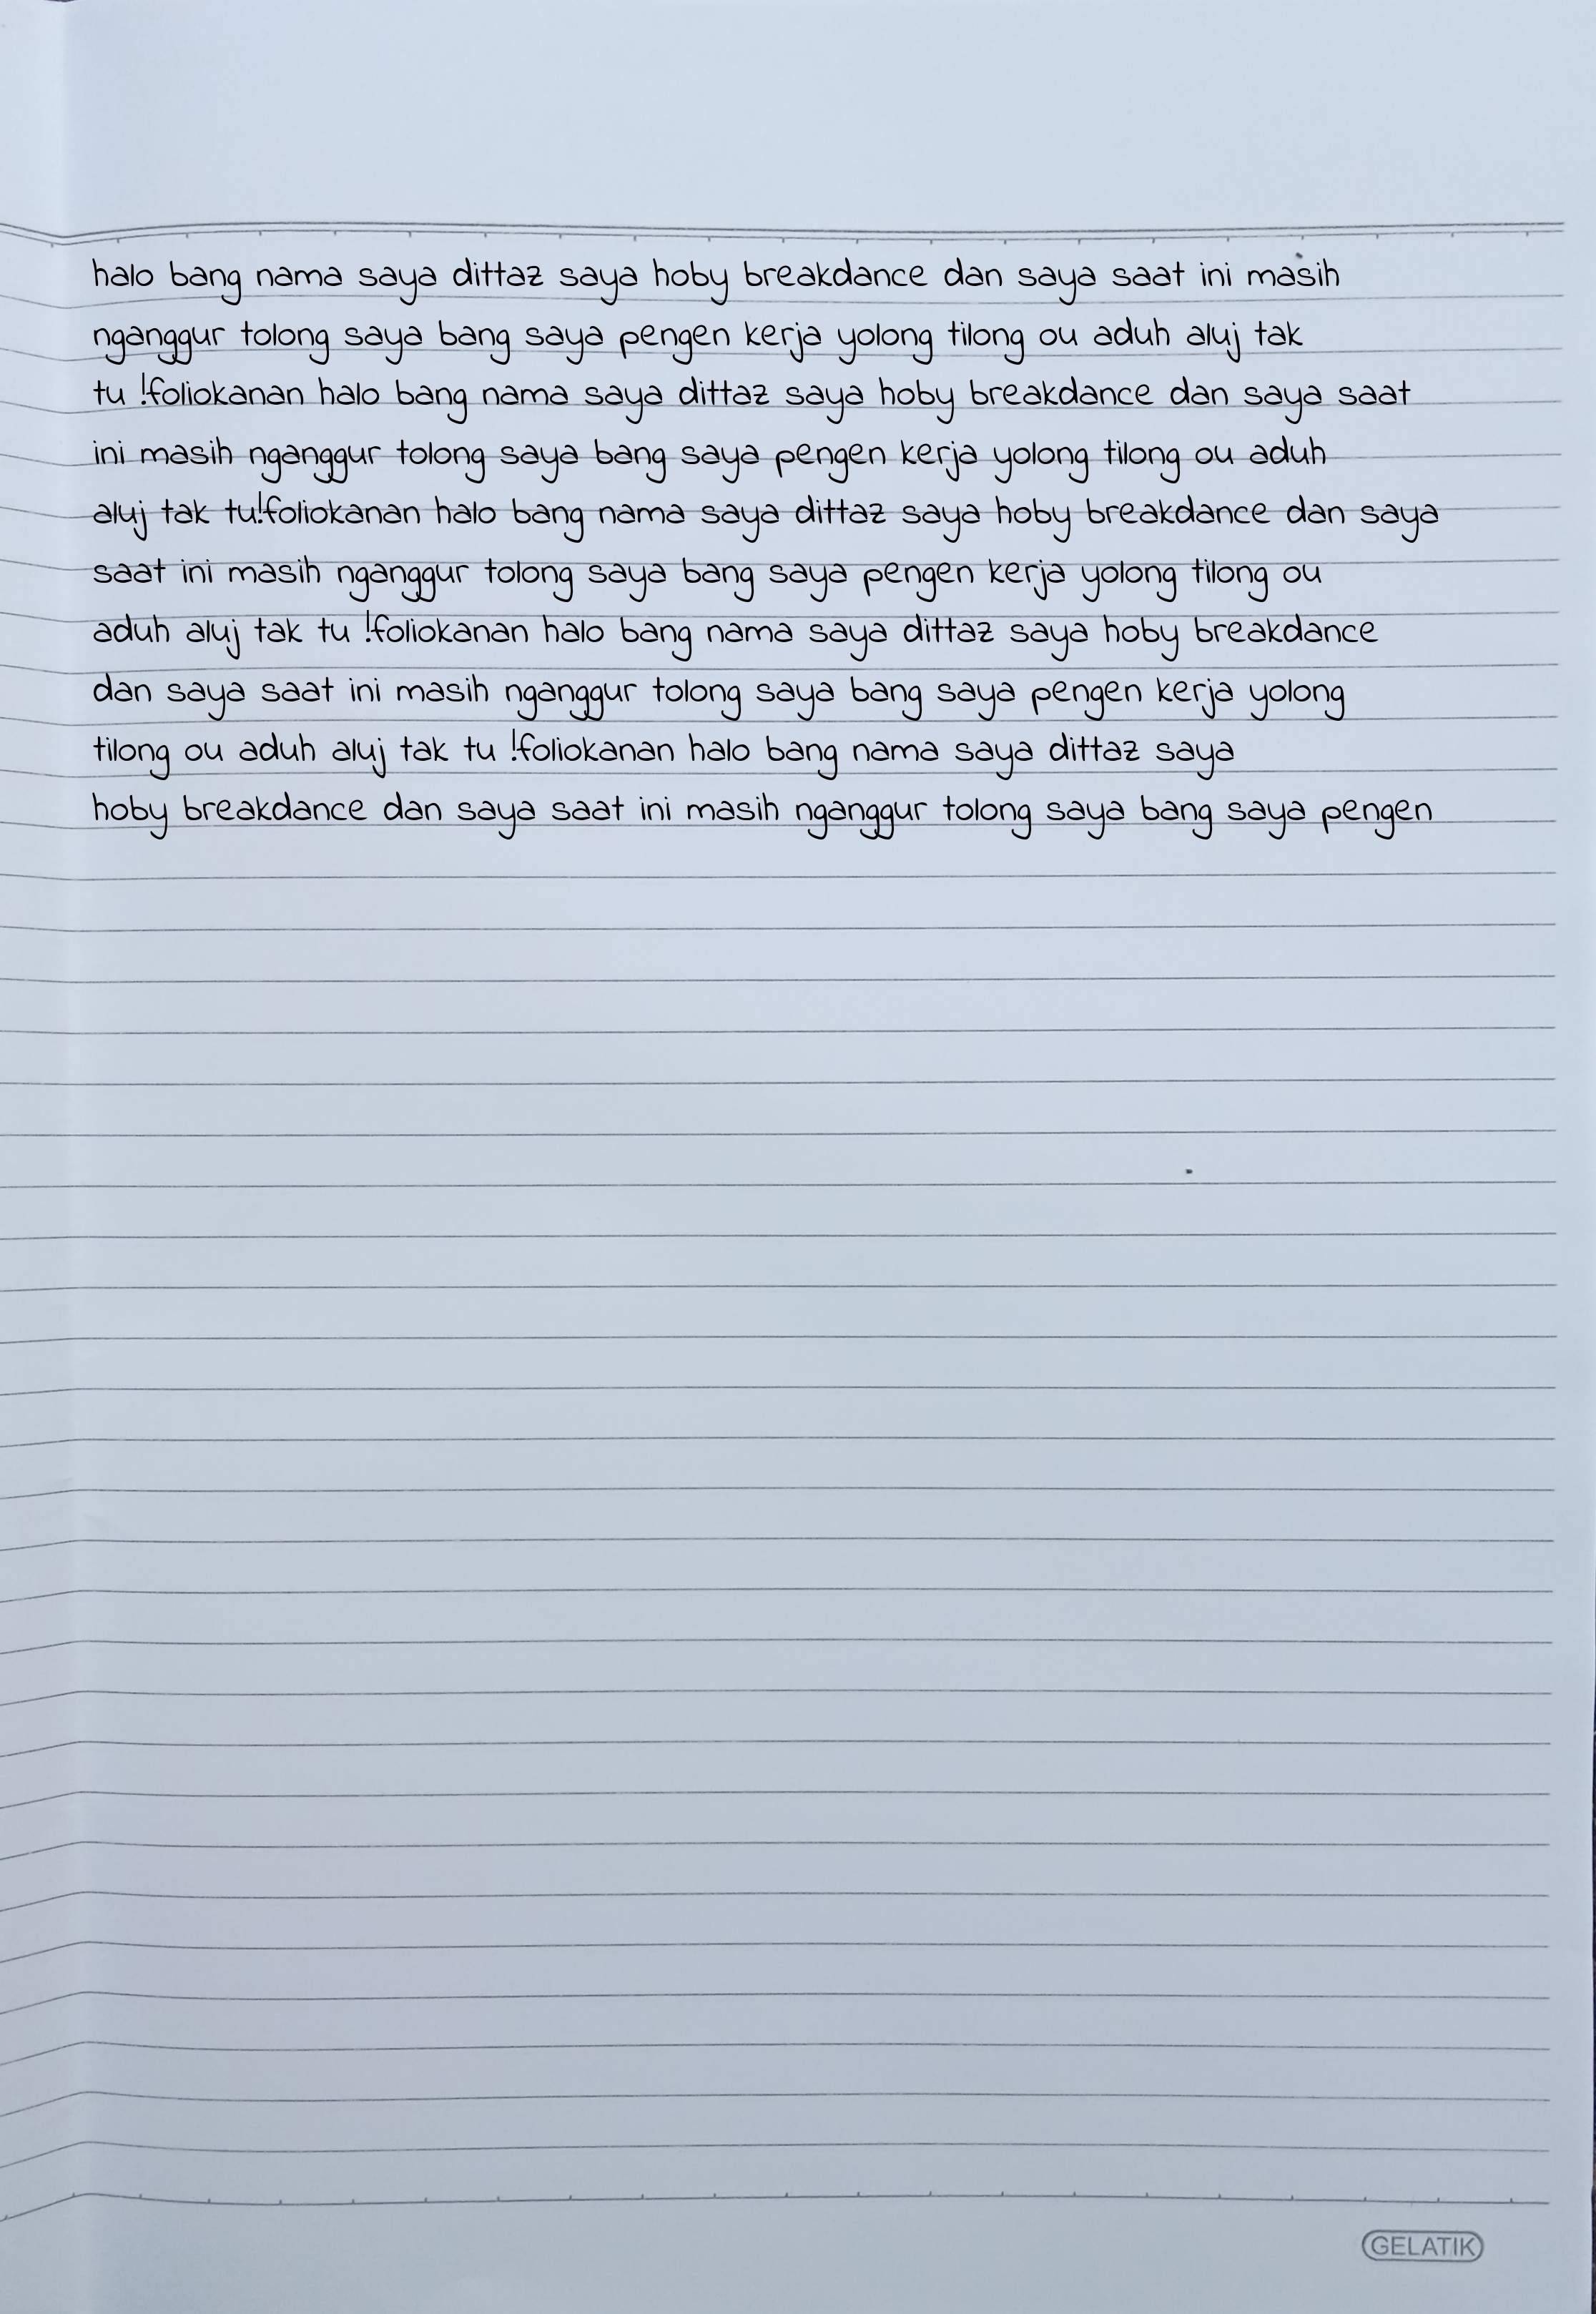 halo bang nama saya dittaz saya hoby breakdance dan saya saat ini masih
nganggur tolong saya bang saya pengen kerja yolong tilong ou aduh aluj tak
tu !foliokanan halo bang nama saya dittaz saya hoby breakdance dan saya saat
ini masih nganggur tolong saya bang saya pengen kerja yolong tilong ou aduh
aluj tak tu!foliokanan halo bang nama saya dittaz saya hoby breakdance dan saya
saat ini masih nganggur tolong saya bang saya pengen kerja yolong tilong ou
aduh aluj tak tu !foliokanan halo bang nama saya dittaz saya hoby breakdance
dan saya saat ini masih nganggur tolong saya bang saya pengen kerja yolong
tilong ou aduh aluj tak tu !foliokanan halo bang nama saya dittaz saya
hoby breakdance dan saya saat ini masih nganggur tolong saya bang saya pengen
GELATIK